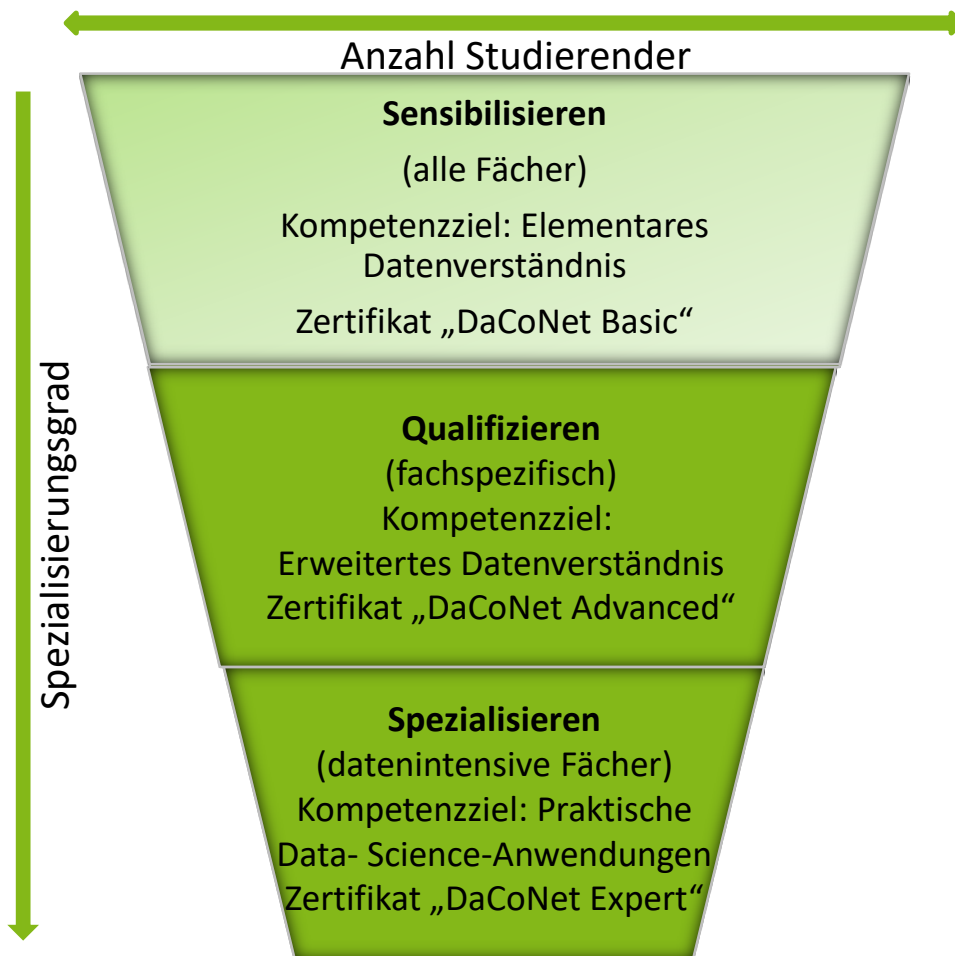 Anzahl Studierender
Sensibilisieren
(alle Fächer)
Kompetenzziel: Elementares
Datenverständnis
Zertifikat „DaCoNet Basic“
Spezialisierungsgrad
Qualifizieren
(fachspezifisch)
Kompetenzziel:
Erweitertes Datenverständnis
Zertifikat „DaCoNet Advanced“
Spezialisieren
(datenintensive Fächer)
Kompetenzziel: Praktische
Data- Science-Anwendungen
Zertifikat „DaCoNet Expert“